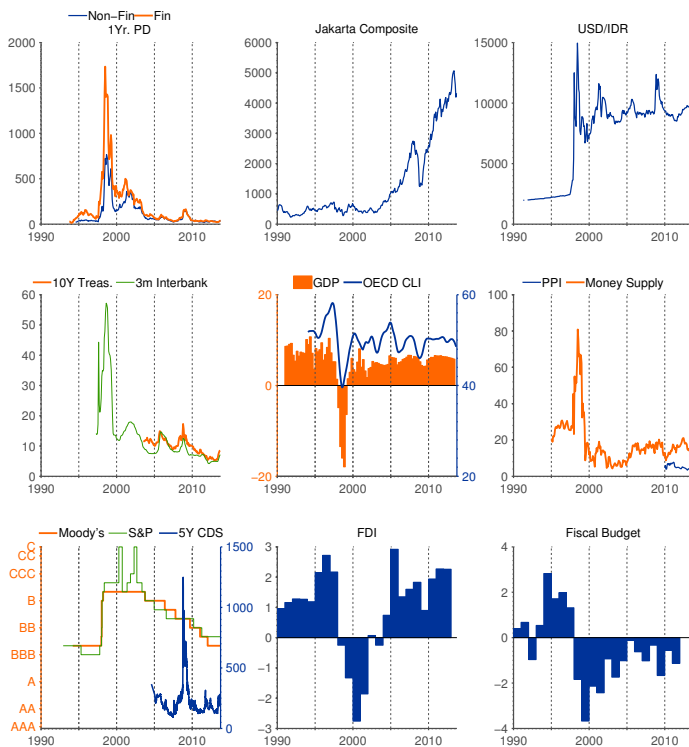 Non−Fin Fin
1Yr. PD
2000
1500
1000
500
0
1990 2000 2010
Jakarta Composite
6000
5000
4000
3000
2000
1000
0
1990 2000 2010
USD/IDR
15000
10000
5000
0
1990 2000 2010
10Y Treas. 3m Interbank
60
50
40
30
20
10
0
1990 2000 2010
GDP OECD CLI
20
0
−20
60
40
20
1990 2000 2010
PPI Money Supply
100
80
60
40
20
0
1990 2000 2010
Moody's S&P 5Y CDS
C
CC
CCC
B
BB
BBB
A
AA
AAA
1500
1000
500
0
1990 2000 2010
FDI
3
2
1
0
−1
−2
−3
1990 2000 2010
Fiscal Budget
4
2
0
−2
−4
1990 2000 2010